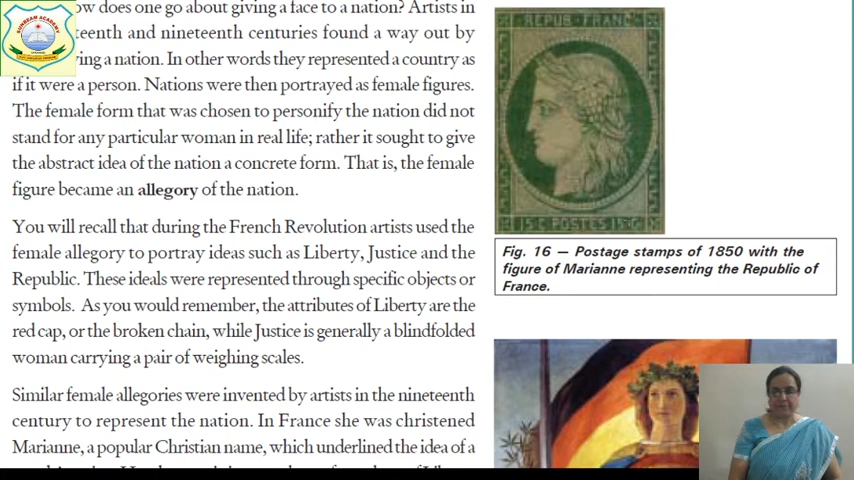 SUNBEAM ACADEMY
ow does one go about giving a face to a nation? Artists in
teenth and nineteenth centuries found a way out by
ying a nation. In other words they represented a country as
if it were a person. Nations were then portrayed as female figures.
The female form that was chosen to personify the nation did not
stand for any particular woman in real life; rather it sought to give
the abstract idea of the nation a concrete form. That is, the female
figure became an allegory of the nation.
You will recall that during the French Revolution artists used the
female allegory to portray ideas such as Liberty, Justice and the
Republic. These ideals were represented through specific objects or
symbols. As you would remember, the attributes of Liberty are the
red cap, or the broken chain, while Justice is generally a blindfolded
woman carrying a pair of weighing scales.
Similar female allegories were invented by artists in the nineteenth
century to represent the nation. In France she was christened
Marianne, a popular Christian name, which underlined the idea of a
REPUB·FRANC
15C POSTES 15C
Fig. 16 — Postage stamps of 1850 with the
figure of Marianne representing the Republic of
France.